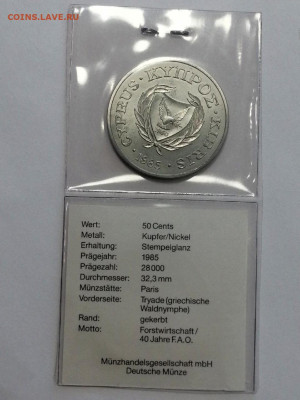 COINS.LAVE.RU
CYPRUS · ΚΥΠΡΟΣ · KIBRIS · 1985 ·
Wert: 50 Cents
Metall: Kupfer/Nickel
Erhaltung: Stempelglanz
Prägejahr: 1985
Prägezahl: 28000
Durchmesser: 32,3 mm
Münzstätte: Paris
Vorderseite: Tryade (griechische
Waldnymphe)
Rand: gekerbt
Motto: Forstwirtschaft /
40 Jahre F.A.O.
Münzhandelsgesellschaft mbH
Deutsche Münze